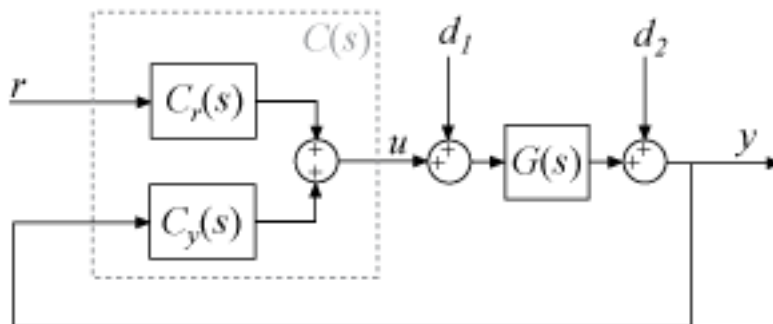 C(s)
d1
d2
r
Cr(s)
+
+
u
+
+
G(s)
+
+
y
Cy(s)